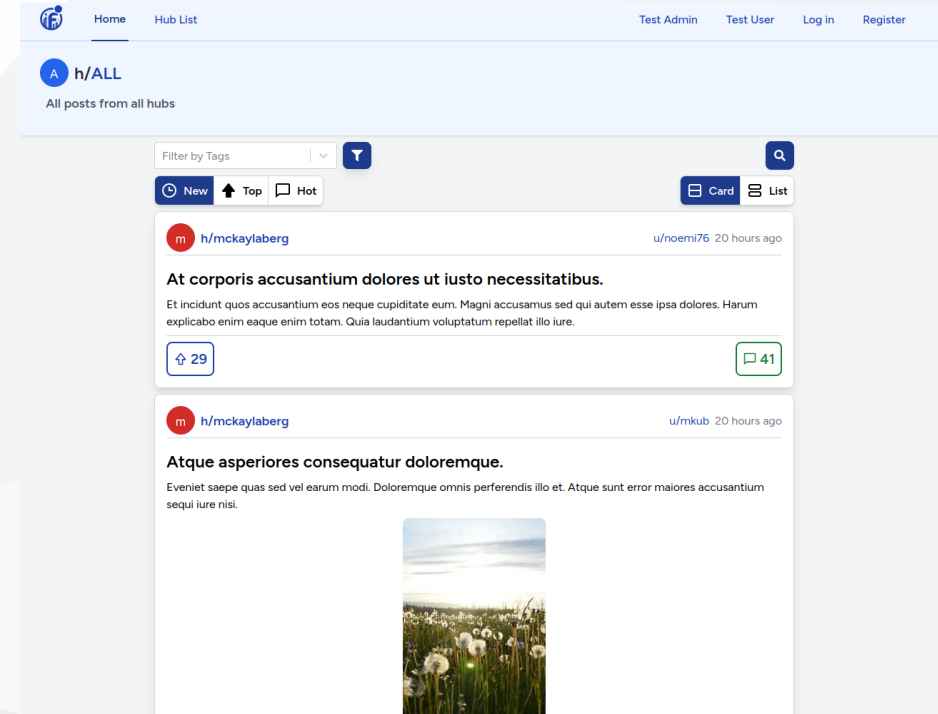 Home
Hub List
Test Admin
Test User
Log in
Register
A
h/ALL
All posts from all hubs
Filter by Tags
New
Top
Hot
Card
List
m
h/mckaylaberg
u/noemi76 20 hours ago
At corporis accusantium dolores ut iusto necessitatibus.
Et incidunt quos accusantium eos neque cupiditate eum. Magni accusamus sed qui autem esse ipsa dolores. Harum
explicabo enim eaque enim totam. Quia laudantium voluptatum repellat illo iure.
29
41
m
h/mckaylaberg
u/mkub 20 hours ago
Atque asperiores consequatur doloremque.
Eveniet saepe quas sed vel earum modi. Doloremque omnis perferendis illo et. Atque sunt error maiores accusantium
sequi iure nisi.